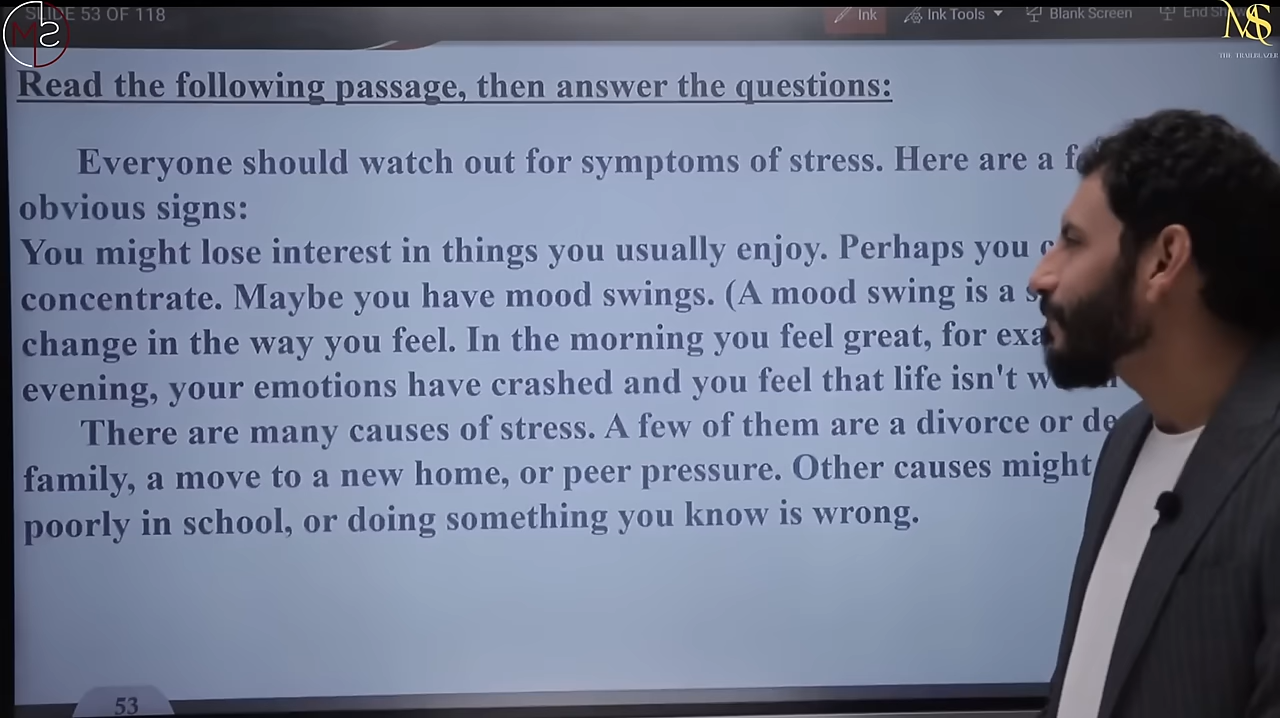 SLIDE 53 OF 118
Ink
Ink Tools
Blank Screen
End
MS
MS
THE TRAILBLAZER
Read the following passage, then answer the questions:
Everyone should watch out for symptoms of stress. Here are a
obvious signs:
You might lose interest in things you usually enjoy. Perhaps you
concentrate. Maybe you have mood swings. (A mood swing is a
change in the way you feel. In the morning you feel great, for
evening, your emotions have crashed and you feel that life isn't
There are many causes of stress. A few of them are a divorce or
family, a move to a new home, or peer pressure. Other causes might
poorly in school, or doing something you know is wrong.
53